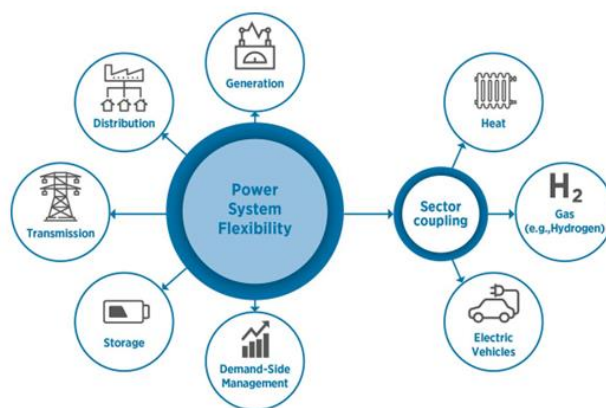 Generation
Distribution
Heat
Power
System
Flexibility
Sector
coupling
H2
Gas
(e.g.,Hydrogen)
Transmission
Storage
Demand-Side
Management
Electric
Vehicles